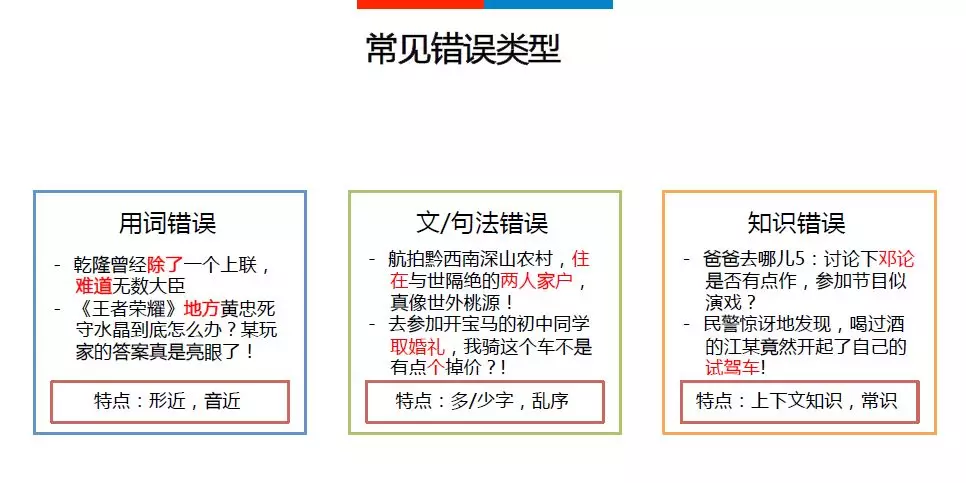 常见错误类型
用词错误
- 乾隆曾经除了一个上联，
难道无数大臣
- 《王者荣耀》地方黄忠死
守水晶到底怎么办？某玩
家的答案真是亮眼了！
特点：形近，音近
文/句法错误
- 航拍黔西南深山农村，住
在与世隔绝的两人家户，
真像世外桃源！
- 去参加开宝马的初中同学
取婚礼，我骑这个车不是
有点个掉价？!
特点：多/少字，乱序
知识错误
- 爸爸去哪儿5：讨论下邓论
是否有点作，参加节目似
演戏？
- 民警惊讶地发现，喝过酒
的江某竟然开起了自己的
试驾车!
特点：上下文知识，常识